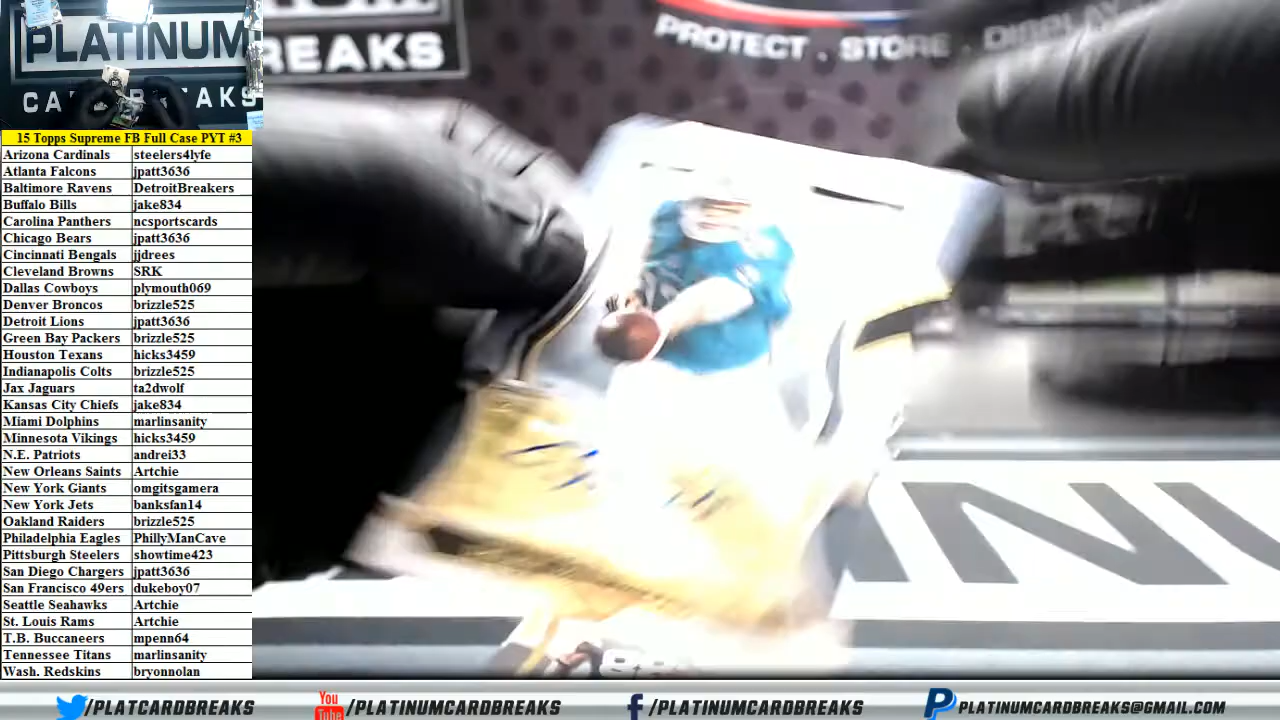 PLATINUM
CARD BREAKS
REAKS
PROTECT . STORE . DISPLAY
15 Topps Supreme FB Full Case PYT #3
Arizona Cardinals steelers4lyfe
Atlanta Falcons jpatt3636
Baltimore Ravens DetroitBreakers
Buffalo Bills jake834
Carolina Panthers ncsportscards
Chicago Bears jpatt3636
Cincinnati Bengals jjdrees
Cleveland Browns SRK
Dallas Cowboys plymouth069
Denver Broncos brizzle525
Detroit Lions jpatt3636
Green Bay Packers brizzle525
Houston Texans hicks3459
Indianapolis Colts brizzle525
Jax Jaguars ta2dwolf
Kansas City Chiefs jake834
Miami Dolphins marlinsanity
Minnesota Vikings hicks3459
N.E. Patriots andrei33
New Orleans Saints Artchie
New York Giants omgitsgamera
New York Jets banksfan14
Oakland Raiders brizzle525
Philadelphia Eagles PhillyManCave
Pittsburgh Steelers showtime423
San Diego Chargers jpatt3636
San Francisco 49ers dukeboy07
Seattle Seahawks Artchie
St. Louis Rams Artchie
T.B. Buccaneers mpenn64
Tennessee Titans marlinsanity
Wash. Redskins bryonnolan
INU
/PLATCARDBREAKS
You Tube /PLATINUMCARDBREAKS
/PLATINUMCARDBREAKS
PLATINUMCARDBREAKS@GMAIL.COM